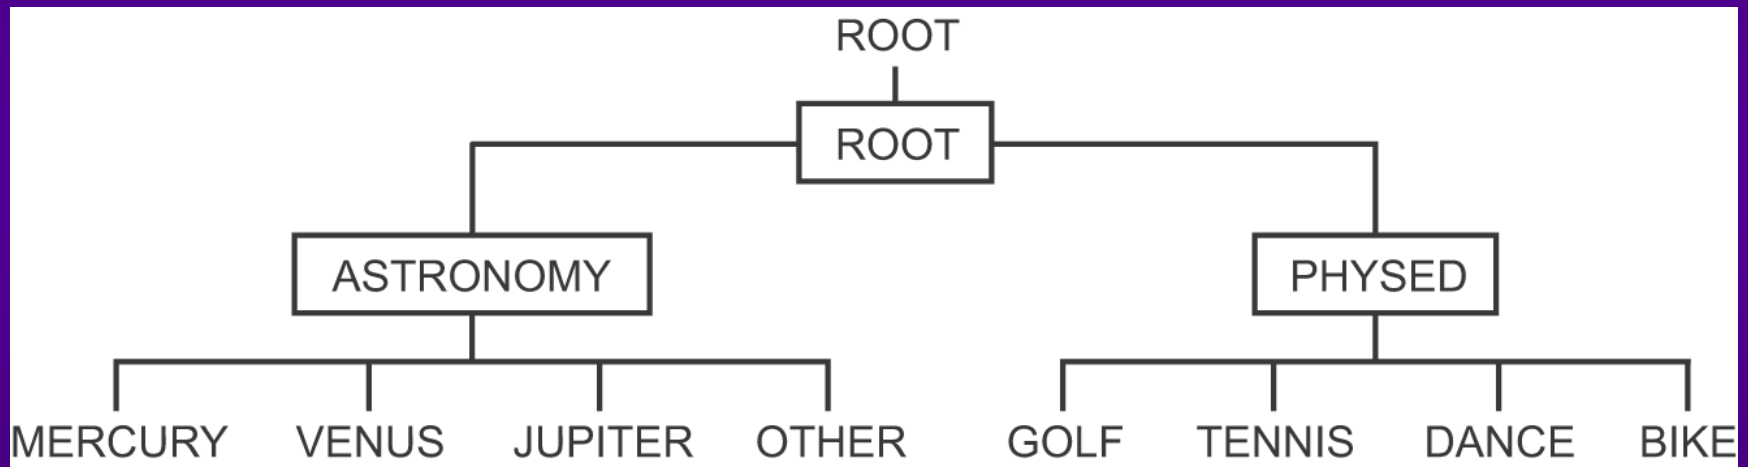 ROOT
ROOT
ASTRONOMY PHYSED
MERCURY VENUS JUPITER OTHER GOLF TENNIS DANCE BIKE